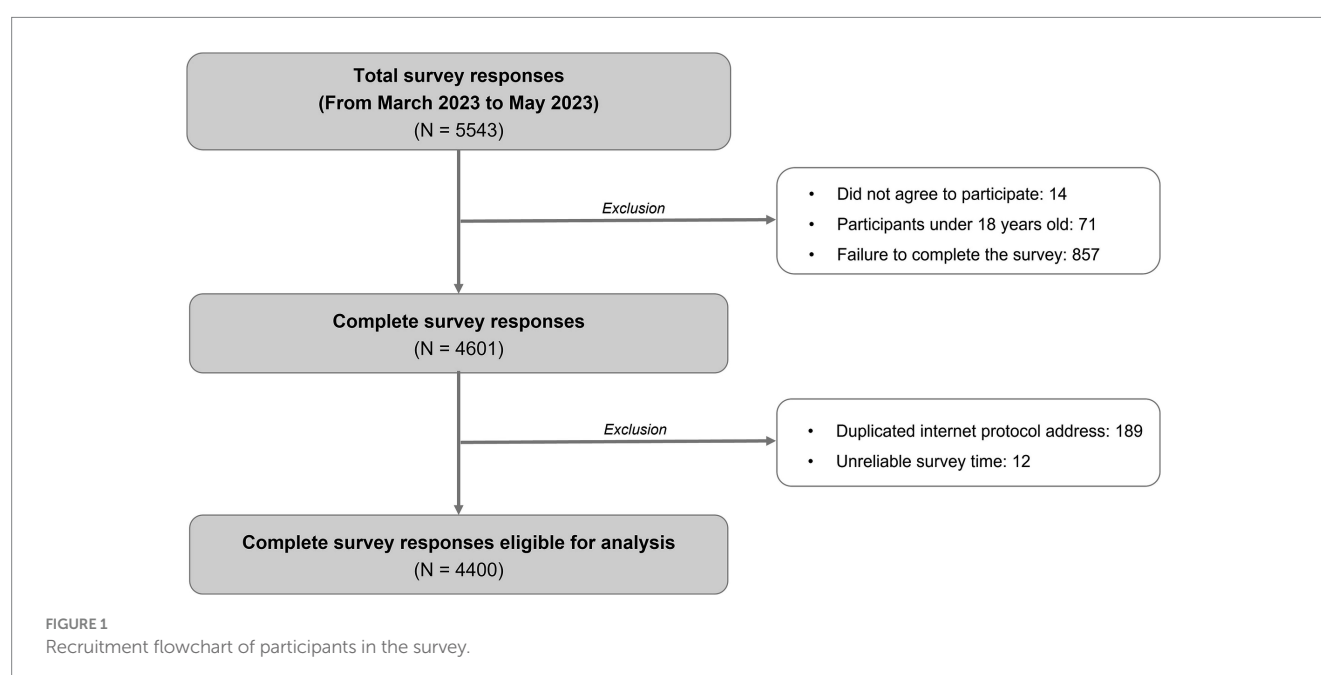 Total survey responses
(From March 2023 to May 2023)
(N = 5543)
Exclusion
• Did not agree to participate: 14
• Participants under 18 years old: 71
• Failure to complete the survey: 857
Complete survey responses
(N = 4601)
Exclusion
• Duplicated internet protocol address: 189
• Unreliable survey time: 12
Complete survey responses eligible for analysis
(N = 4400)
FIGURE 1
Recruitment flowchart of participants in the survey.